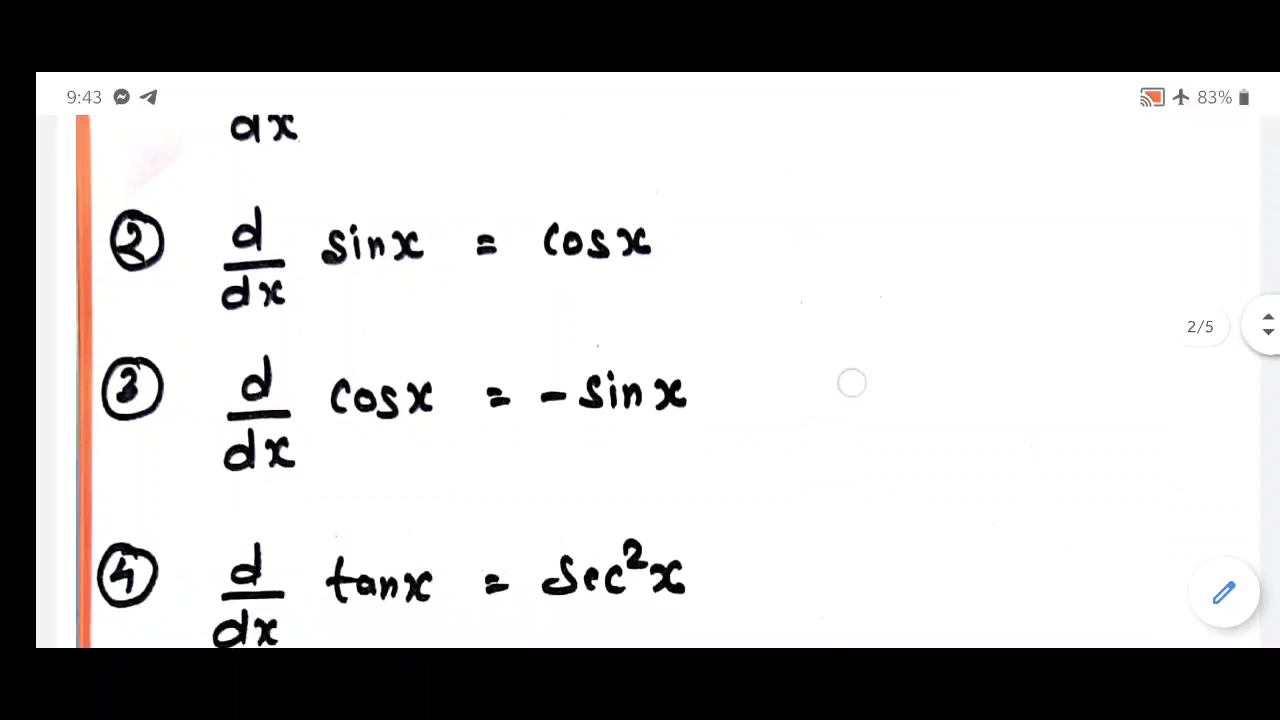 9:43 83%
dx
② d/dx sinx = cosx
2/5
③ d/dx cosx = -sinx
④ d/dx tanx = sec²x